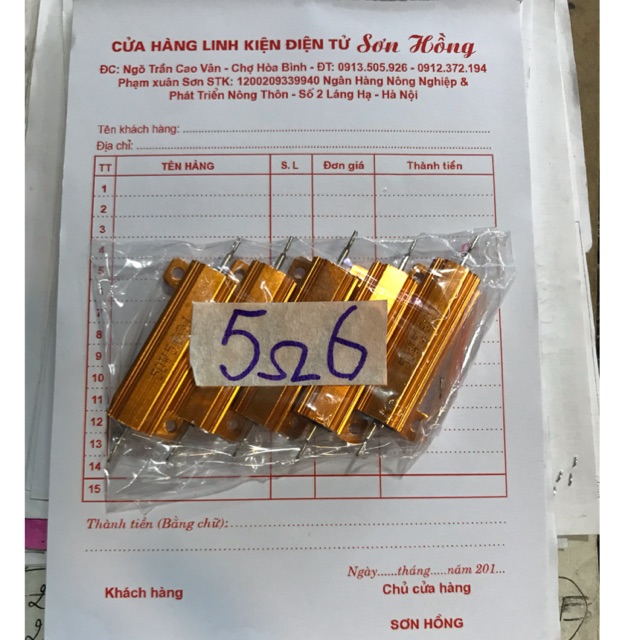 CỬA HÀNG LINH KIỆN ĐIỆN TỬ Sơn Hồng
ĐC: Ngõ Trần Cao Vân - Chợ Hòa Bình - ĐT: 0913.505.926 - 0912.372.194
Phạm xuân Sơn STK: 1200209339940 Ngân Hàng Nông Nghiệp &
Phát Triển Nông Thôn - Số 2 Láng Hạ - Hà Nội
Tên khách hàng:
Địa chỉ:
TT TÊN HÀNG S. L Đơn giá Thành tiền
1
2
3
4
5
7
8
9
10
11
12
13
14
15
5Ω6
Thành tiền (Bằng chữ):
Ngày......tháng.....năm 201...
Khách hàng Chủ cửa hàng
SƠN HỒNG